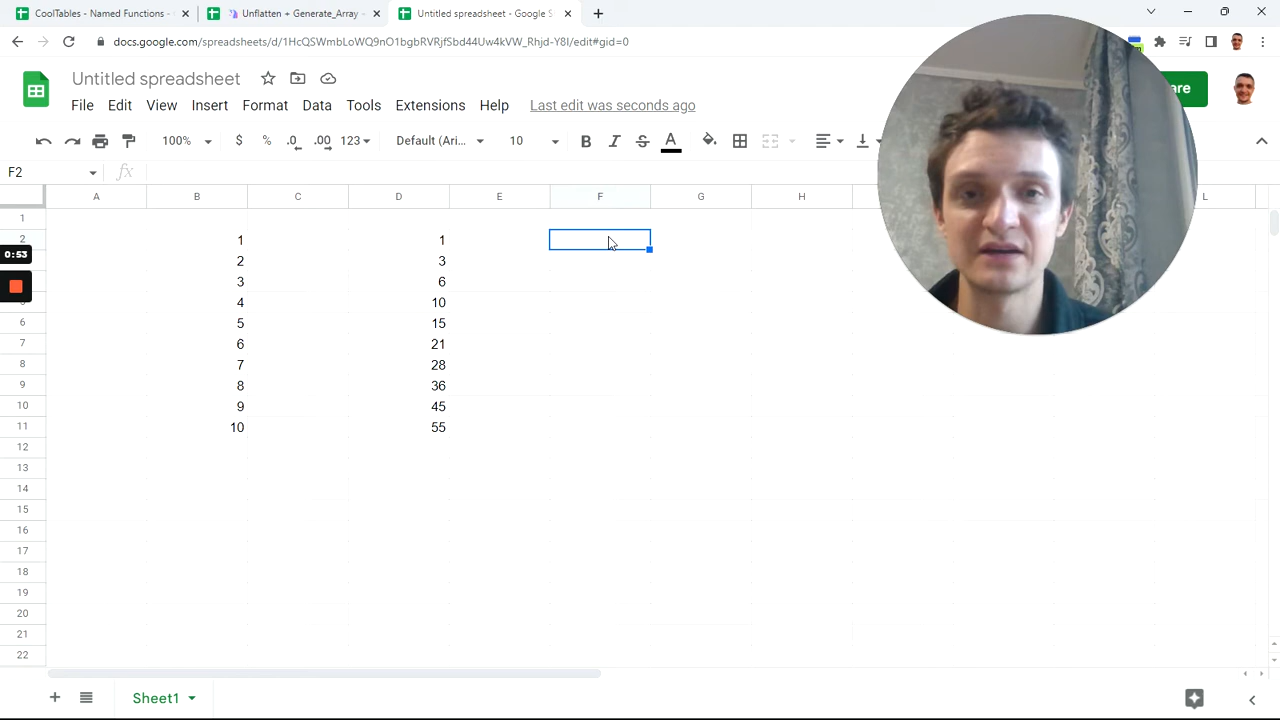 CoolTables - Named Functions -
Unflatten + Generate_Array -
Untitled spreadsheet - Google S
docs.google.com/spreadsheets/d/1HcQSWmbLoWQ9nO1bgbRVRifSbd44Uw4kVW_Rhjd-Y8I/edit#gid=0
Untitled spreadsheet
are
File Edit View Insert Format Data Tools Extensions Help Last edit was seconds ago
100% $ % .0 .00 123 Default (Ari... 10 B I S A
F2 fx
A B C D E F G H L
1
2 1 1
0:53
2 3
3 6
4 10
6 5 15
7 6 21
8 7 28
9 8 36
10 9 45
11 10 55
12
13
14
15
16
17
18
19
20
21
22
Sheet1